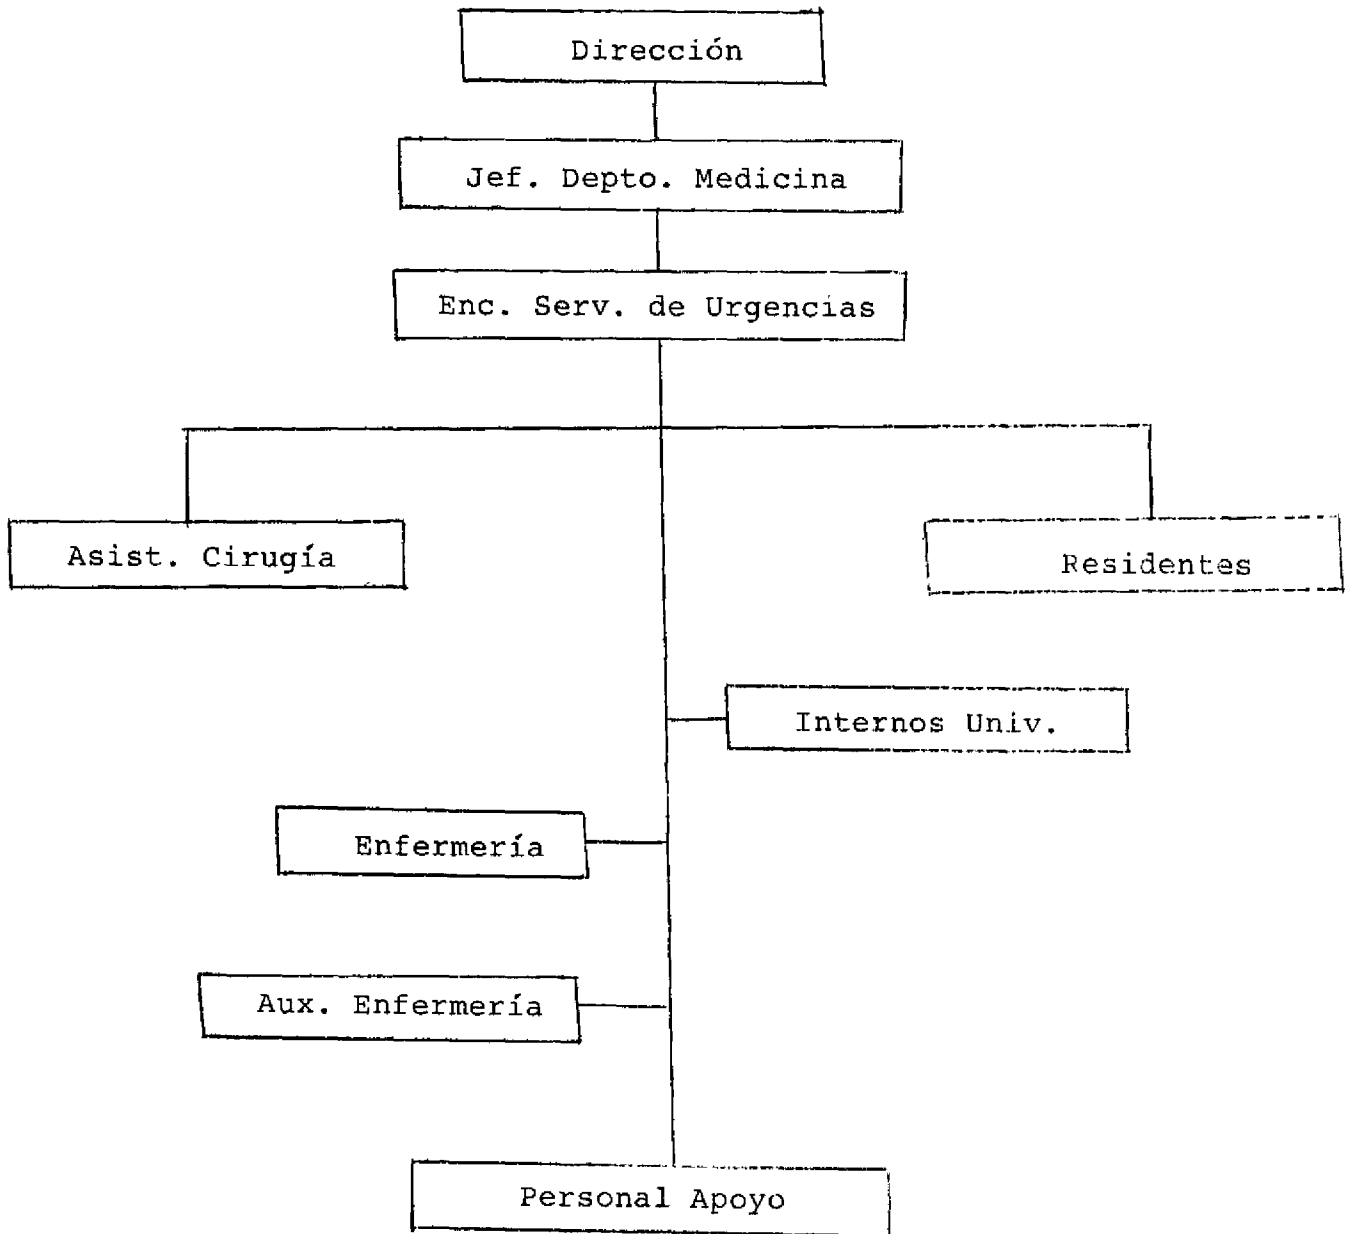 Dirección
Jef. Depto. Medicina
Enc. Serv. de Urgencias
Asist. Cirugía
Residentes
Internos Univ.
Enfermería
Aux. Enfermería
Personal Apoyo